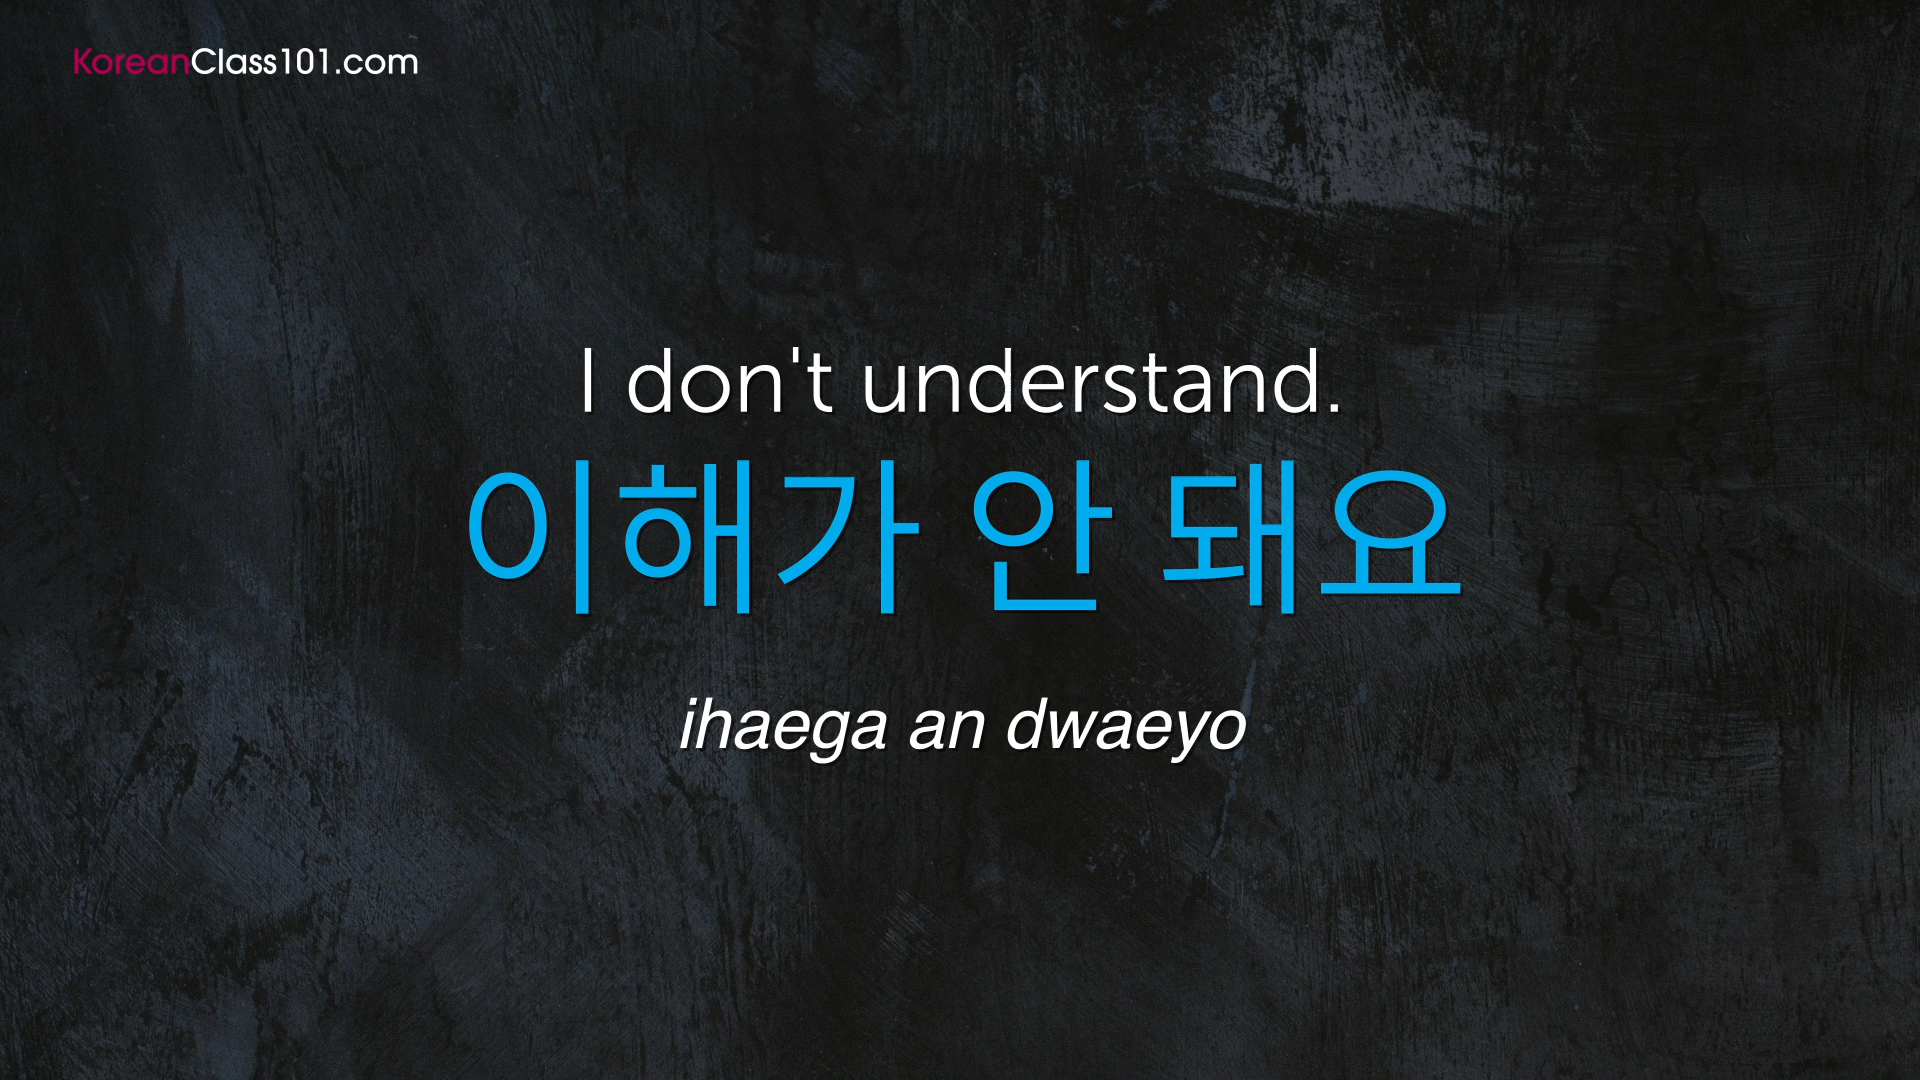 KoreanClass101.com
I don't understand.
이해가 안 돼요
ihaega an dwaeyo